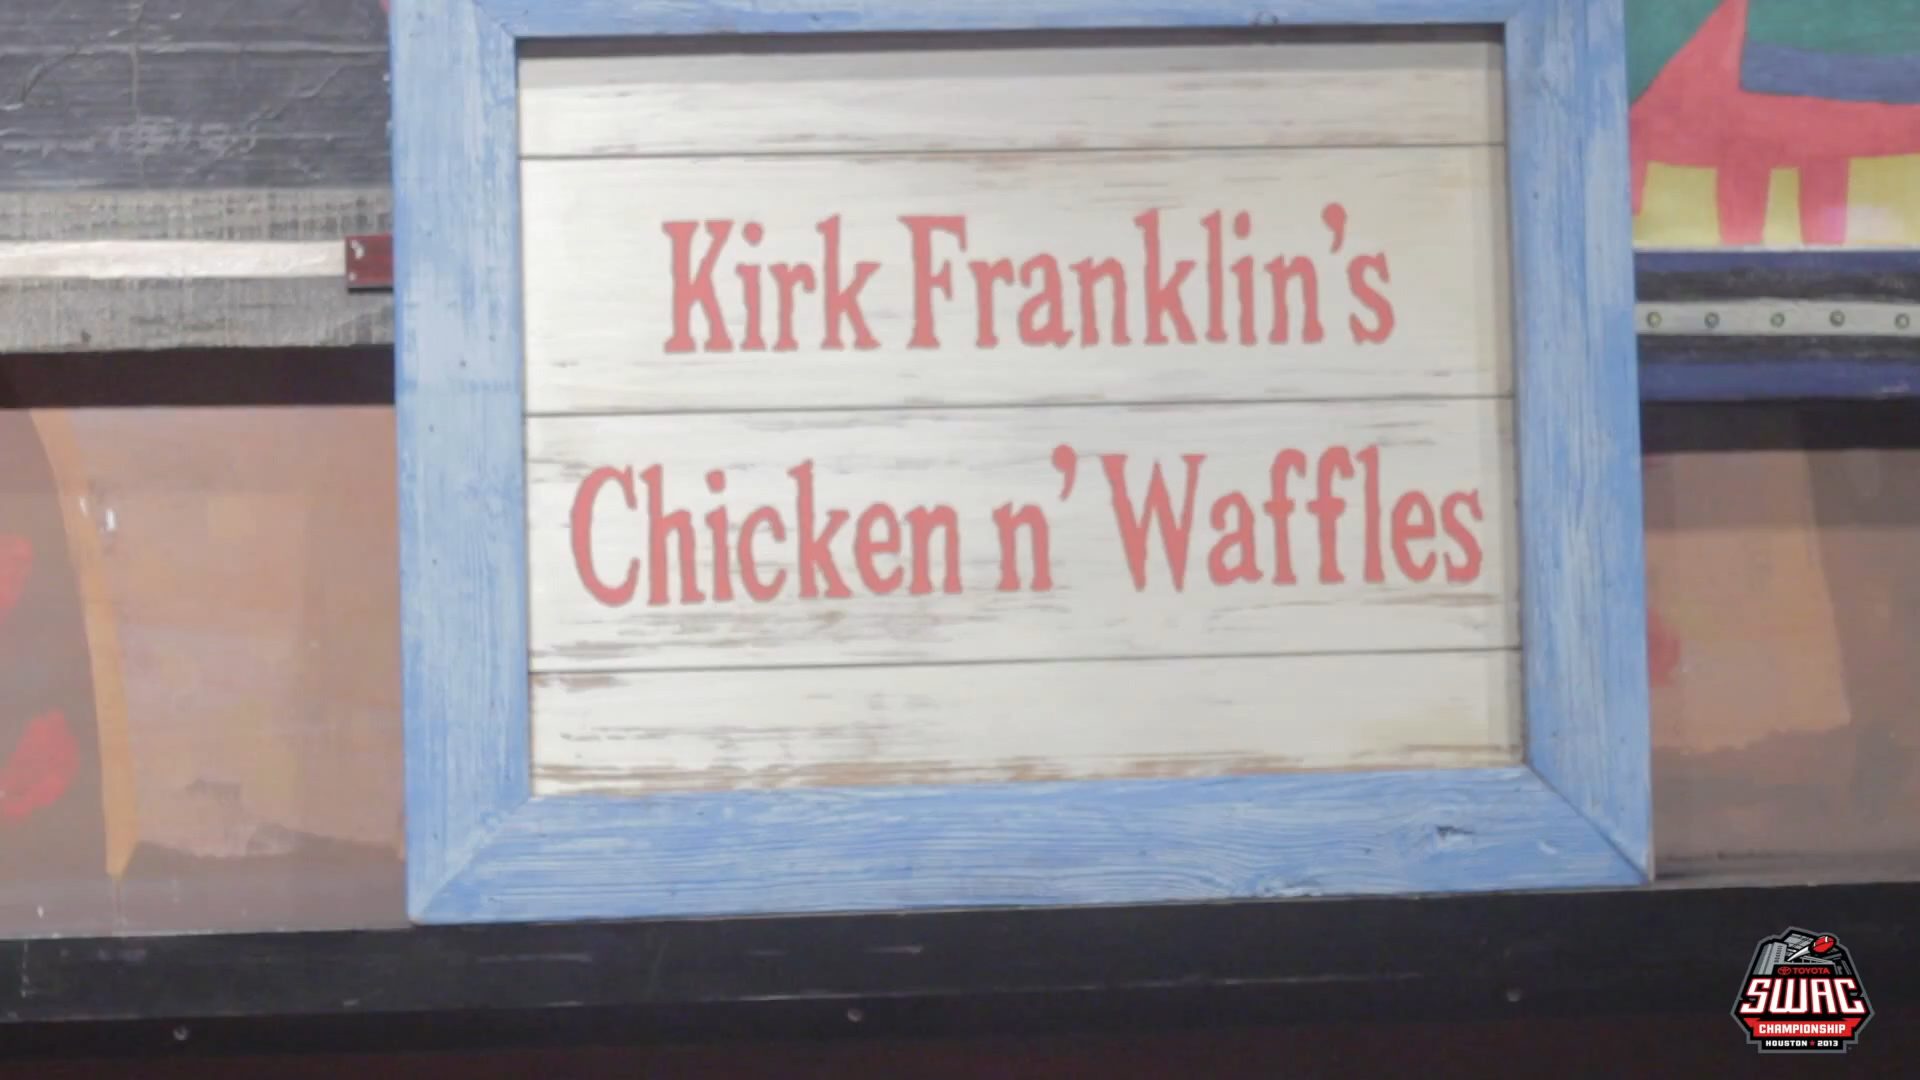 Kirk Franklin's
Chicken n' Waffles
TOYOTA
SWAC
CHAMPIONSHIP
HOUSTON ★ 2013